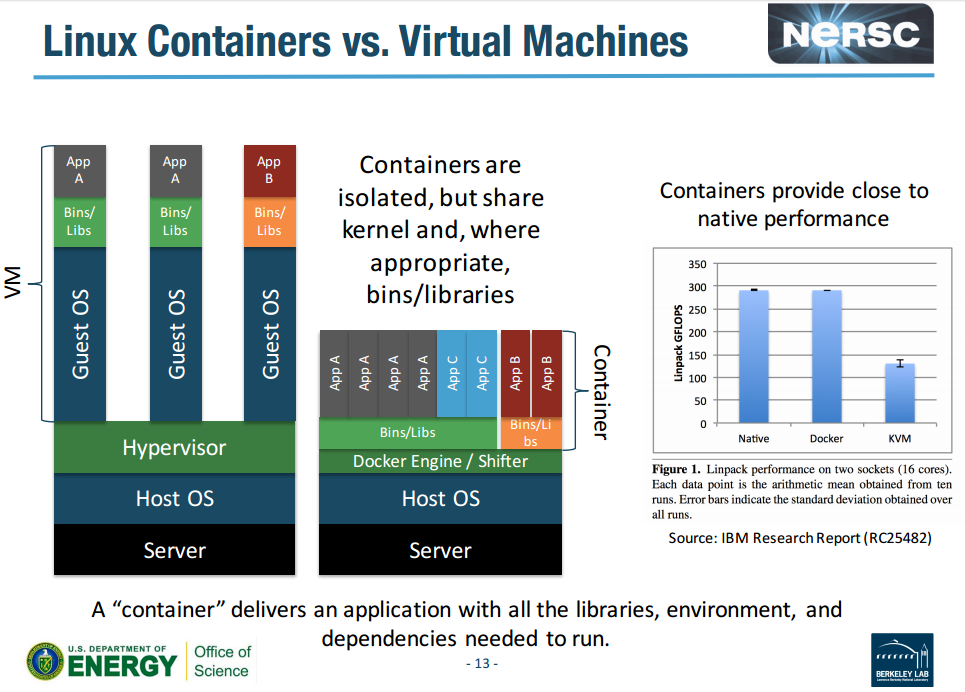 Linux Containers vs. Virtual Machines
NERSC
VM
App
A
Bins/
Libs
Guest OS
App
A
Bins/
Libs
Guest OS
App
B
Bins/
Libs
Guest OS
Hypervisor
Host OS
Server
Containers are
isolated, but share
kernel and, where
appropriate,
bins/libraries
App A
App A
App A
App A
App C
App C
App B
App B
Container
Bins/Libs
Bins/Li
bs
Docker Engine / Shifter
Host OS
Server
Containers provide close to
native performance
Linpack GFLOPS
350
300
250
200
150
100
50
0
Native
Docker
KVM
Figure 1. Linpack performance on two sockets (16 cores).
Each data point is the arithmetic mean obtained from ten
runs. Error bars indicate the standard deviation obtained over
all runs.
Source: IBM Research Report (RC25482)
A “container” delivers an application with all the libraries, environment, and
dependencies needed to run.
U.S. DEPARTMENT OF
ENERGY
Office of
Science
- 13 -
BERKELEY LAB
Lawrence Berkeley National Laboratory